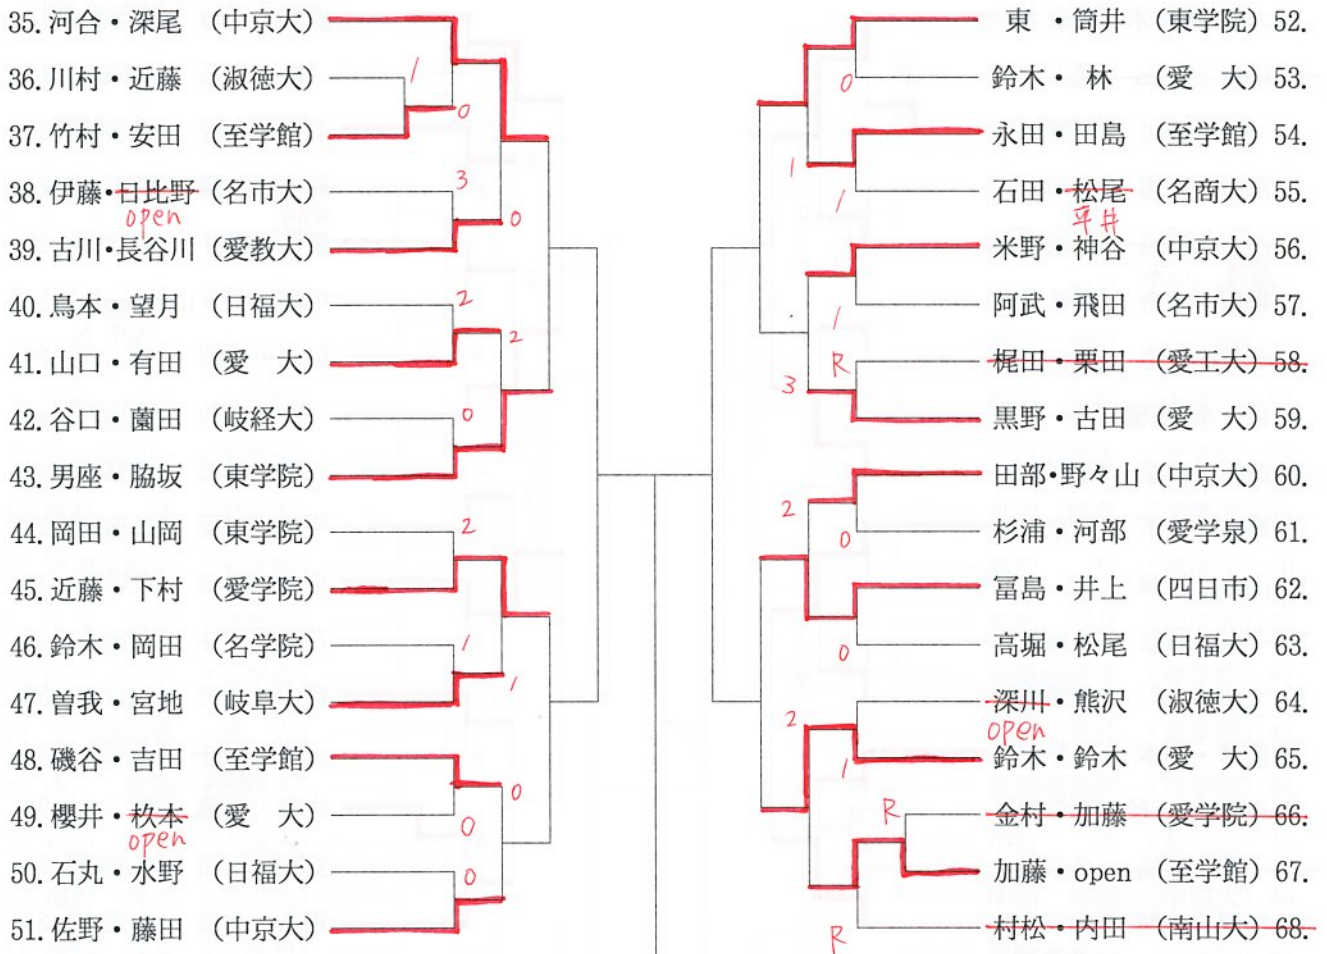 35. 河合・深尾 （中京大）
36. 川村・近藤 （淑徳大）
1
0
37. 竹村・安田 （至学館）
38. 伊藤・日比野 （名市大）
open
3
0
39. 古川・長谷川 （愛教大）
40. 鳥本・望月 （日福大）
2
2
41. 山口・有田 （愛　大）
42. 谷口・薗田 （岐経大）
0
43. 男座・脇坂 （東学院）
44. 岡田・山岡 （東学院）
2
45. 近藤・下村 （愛学院）
46. 鈴木・岡田 （名学院）
1
1
47. 曽我・宮地 （岐阜大）
48. 磯谷・吉田 （至学館）
0
49. 櫻井・杦本 （愛　大）
open
0
50. 石丸・水野 （日福大）
0
51. 佐野・藤田 （中京大）
東 ・筒井 （東学院） 52.
0
鈴木・ 林 （愛　大） 53.
永田・田島 （至学館） 54.
1
1
石田・松尾 （名商大） 55.
平井
米野・神谷 （中京大） 56.
阿武・飛田 （名市大） 57.
1
R
梶田・栗田 （愛工大） 58.
3
黒野・古田 （愛　大） 59.
田部・野々山 （中京大） 60.
2
0
杉浦・河部 （愛学泉） 61.
冨島・井上 （四日市） 62.
0
高堀・松尾 （日福大） 63.
深川・熊沢 （淑徳大） 64.
open
2
1
鈴木・鈴木 （愛　大） 65.
R
金村・加藤 （愛学院） 66.
加藤・open （至学館） 67.
R
村松・内田 （南山大） 68.